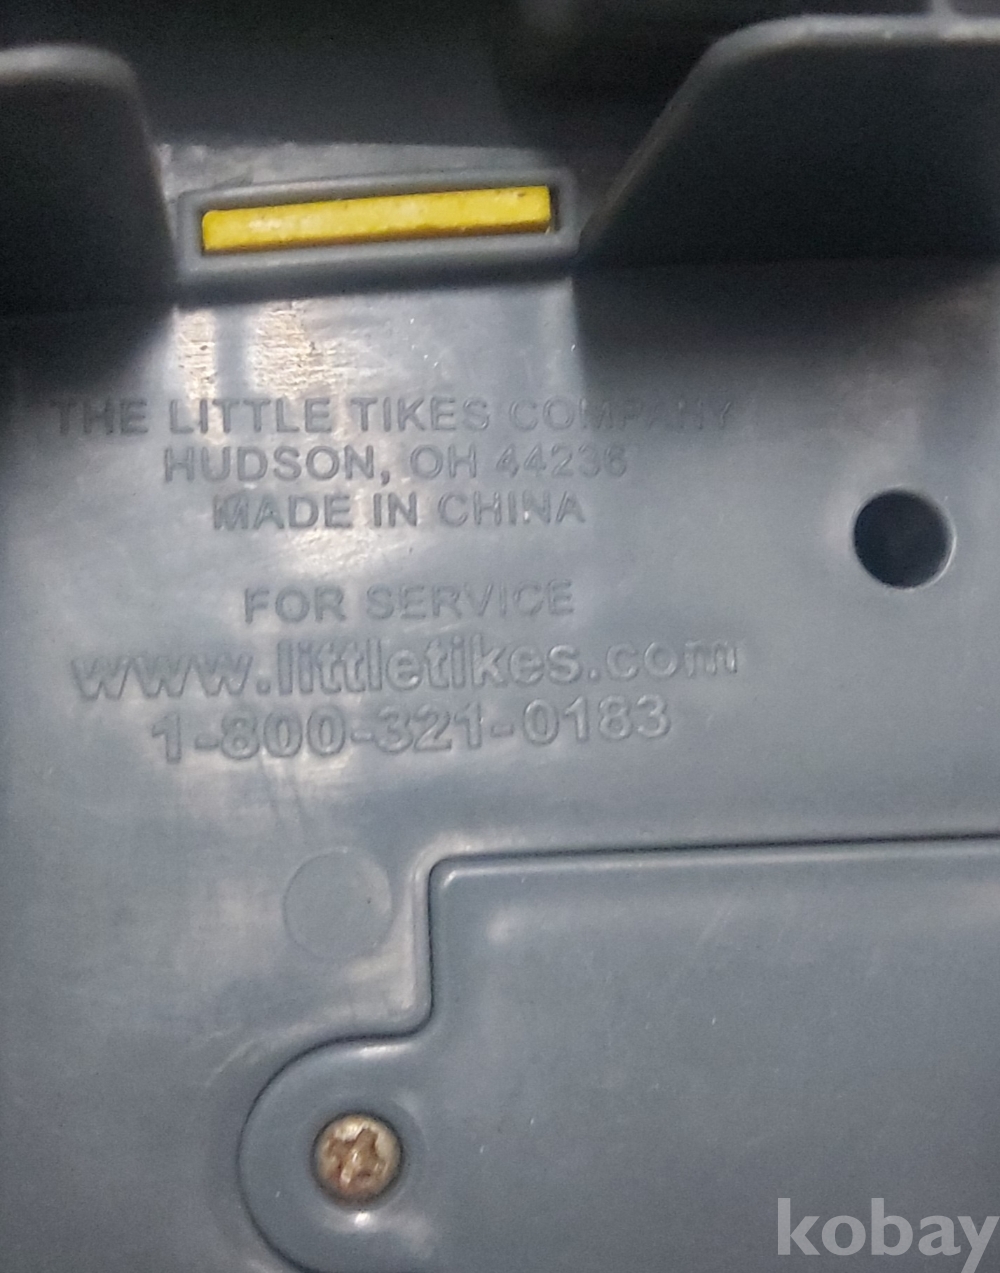 THE LITTLE TIKES COMPANY
HUDSON, OH 44236
MADE IN CHINA
FOR SERVICE
www.littletikes.com
1-800-321-0183
kobay